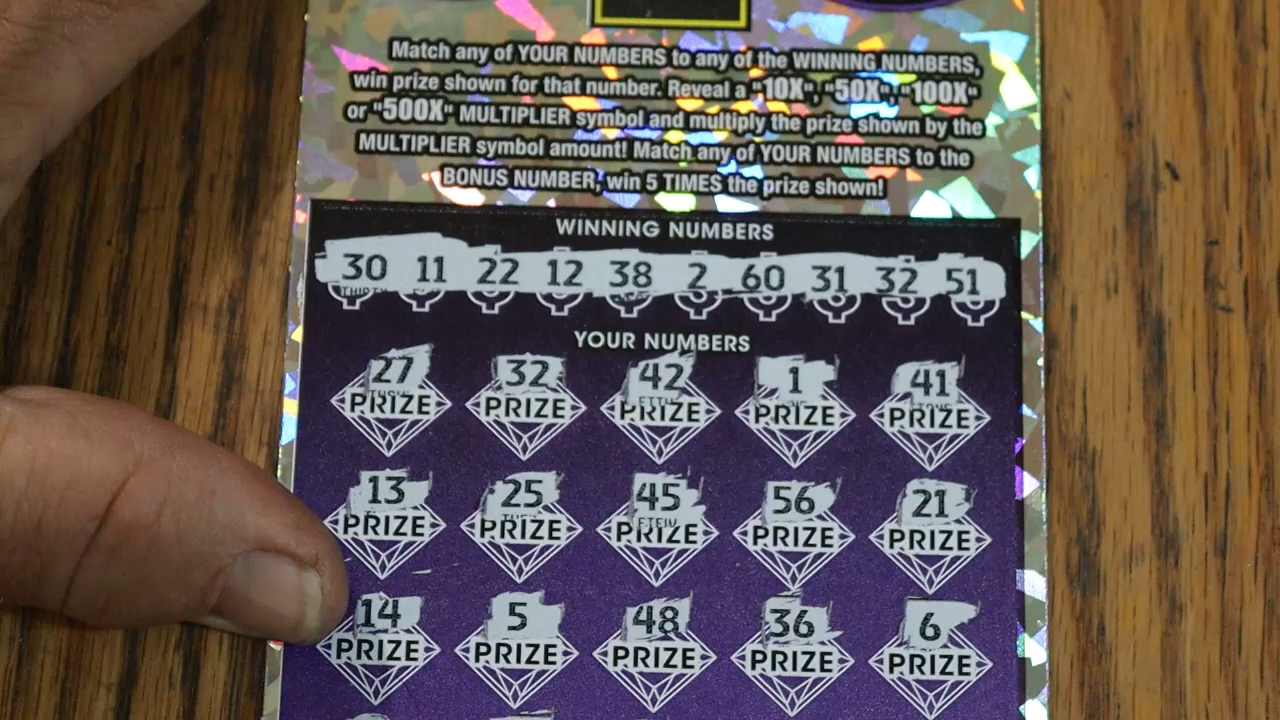 Match any of YOUR NUMBERS to any of the WINNING NUMBERS,
win prize shown for that number. Reveal a "10X", "50X", "100X"
or "500X" MULTIPLIER symbol and multiply the prize shown by the
MULTIPLIER symbol amount! Match any of YOUR NUMBERS to the
BONUS NUMBER, win 5 TIMES the prize shown!
WINNING NUMBERS
30 11 22 12 38 2 60 31 32 51
THIRTY
YOUR NUMBERS
27 32 42 1 41
PRIZE PRIZE PRIZE PRIZE PRIZE
13 25 45 56 21
PRIZE PRIZE PRIZE PRIZE PRIZE
14 5 48 36 6
PRIZE PRIZE PRIZE PRIZE PRIZE